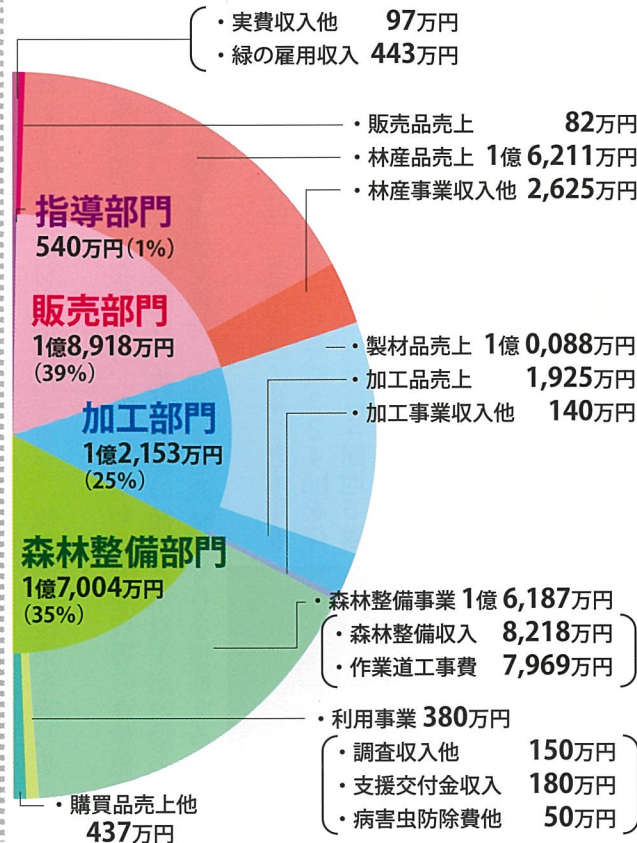 ・実費収入他 97万円
・緑の雇用収入 443万円
・販売品売上 82万円
・林産品売上 1億6,211万円
・林産事業収入他 2,625万円
指導部門
540万円(1%)
販売部門
1億8,918万円
(39%)
・製材品売上 1億0,088万円
・加工品売上 1,925万円
・加工事業収入他 140万円
加工部門
1億2,153万円
(25%)
森林整備部門
1億7,004万円
(35%)
・森林整備事業 1億6,187万円
・森林整備収入 8,218万円
・作業道工事費 7,969万円
・利用事業 380万円
・調査収入他 150万円
・支援交付金収入 180万円
・病害虫防除費他 50万円
・購買品売上他
437万円